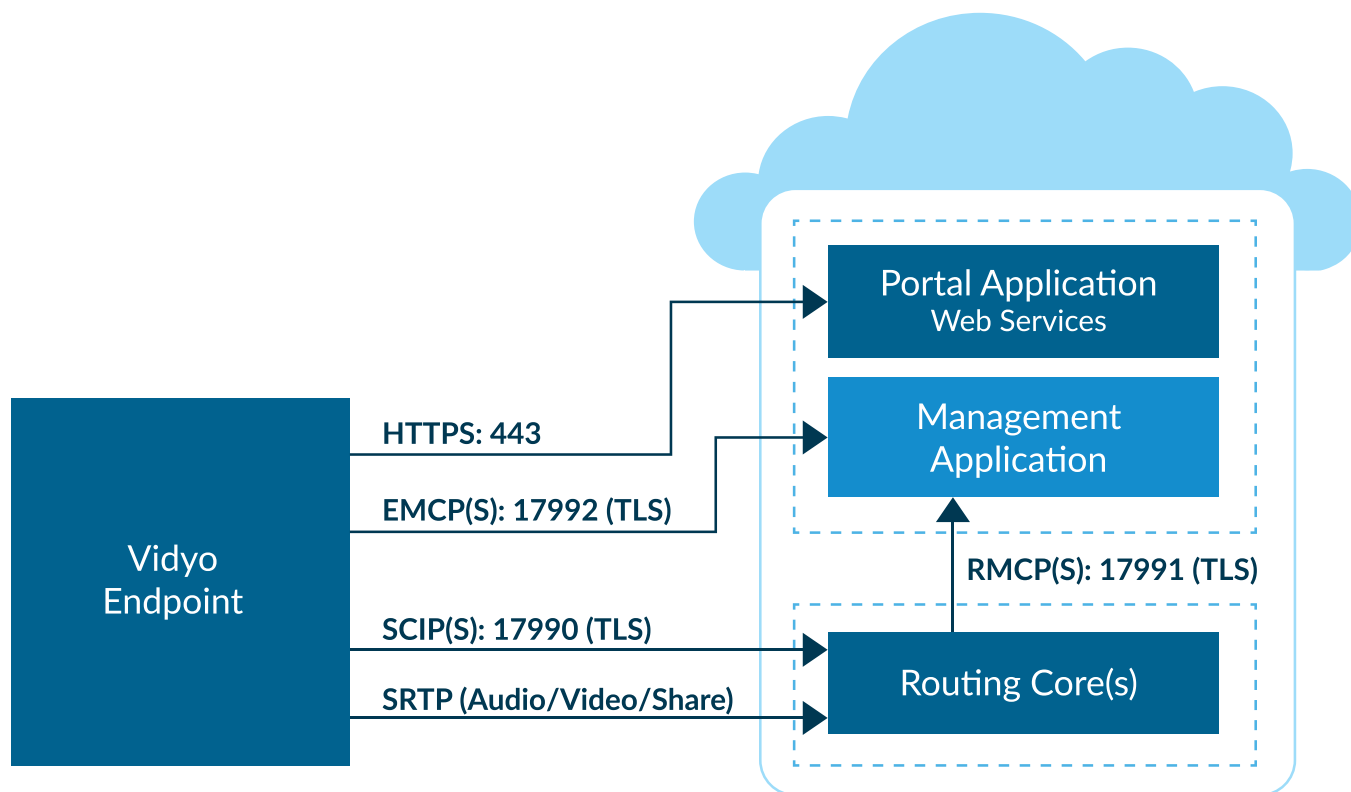 Portal Application
Web Services
Management
Application
HTTPS: 443
EMCP(S): 17992 (TLS)
Vidyo
Endpoint
RMCP(S): 17991 (TLS)
SCIP(S): 17990 (TLS)
SRTP (Audio/Video/Share)
Routing Core(s)